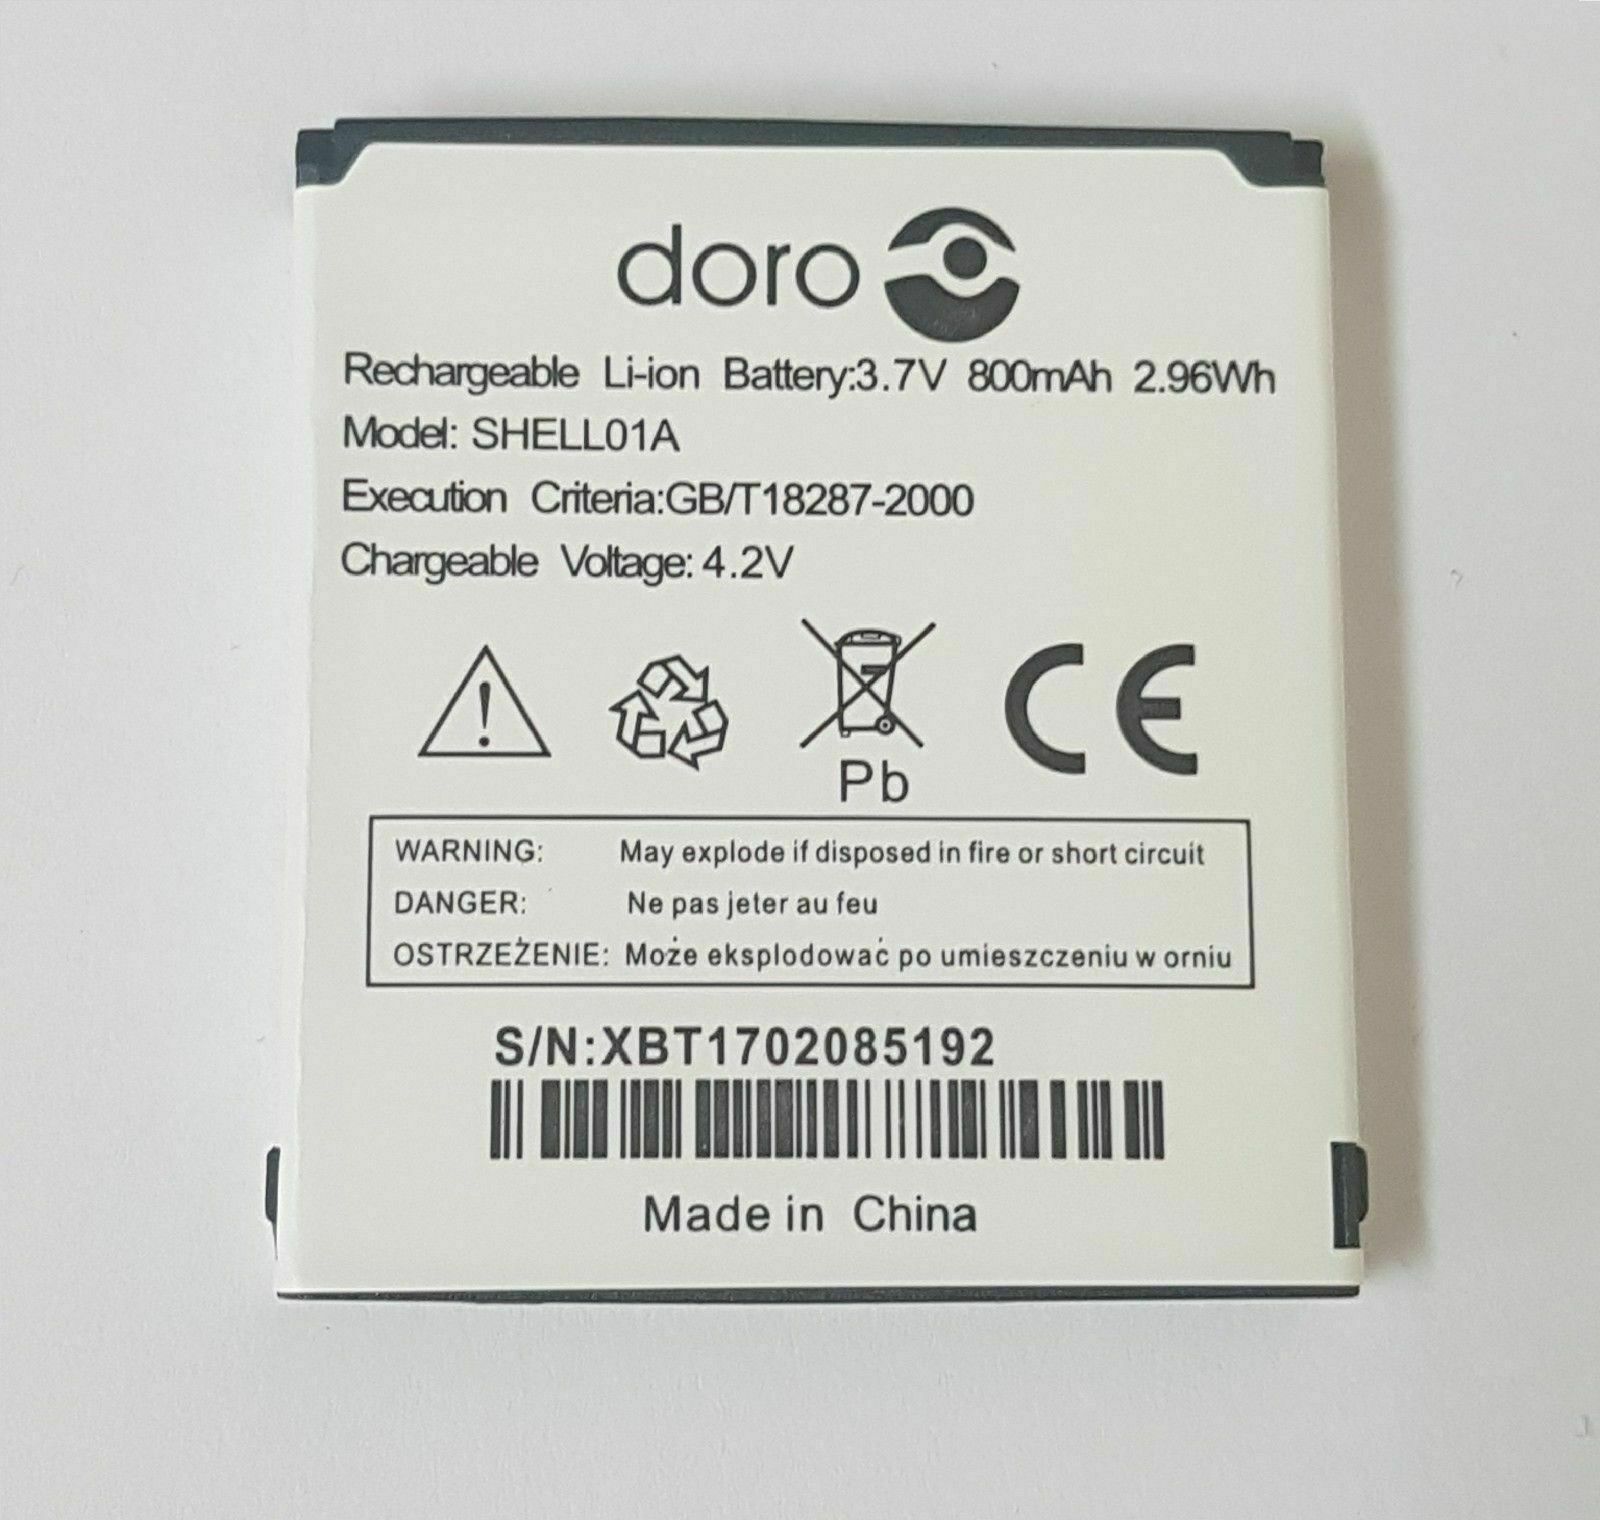 doro
Rechargeable Li-ion Battery:3.7V 800mAh 2.96Wh
Model: SHELL01A
Execution Criteria:GB/T18287-2000
Chargeable Voltage: 4.2V
CE
Pb
WARNING: May explode if disposed in fire or short circuit
DANGER: Ne pas jeter au feu
OSTRZEŻENIE: Może eksplodować po umieszczeniu w orniu
S/N:XBT1702085192
Made in China